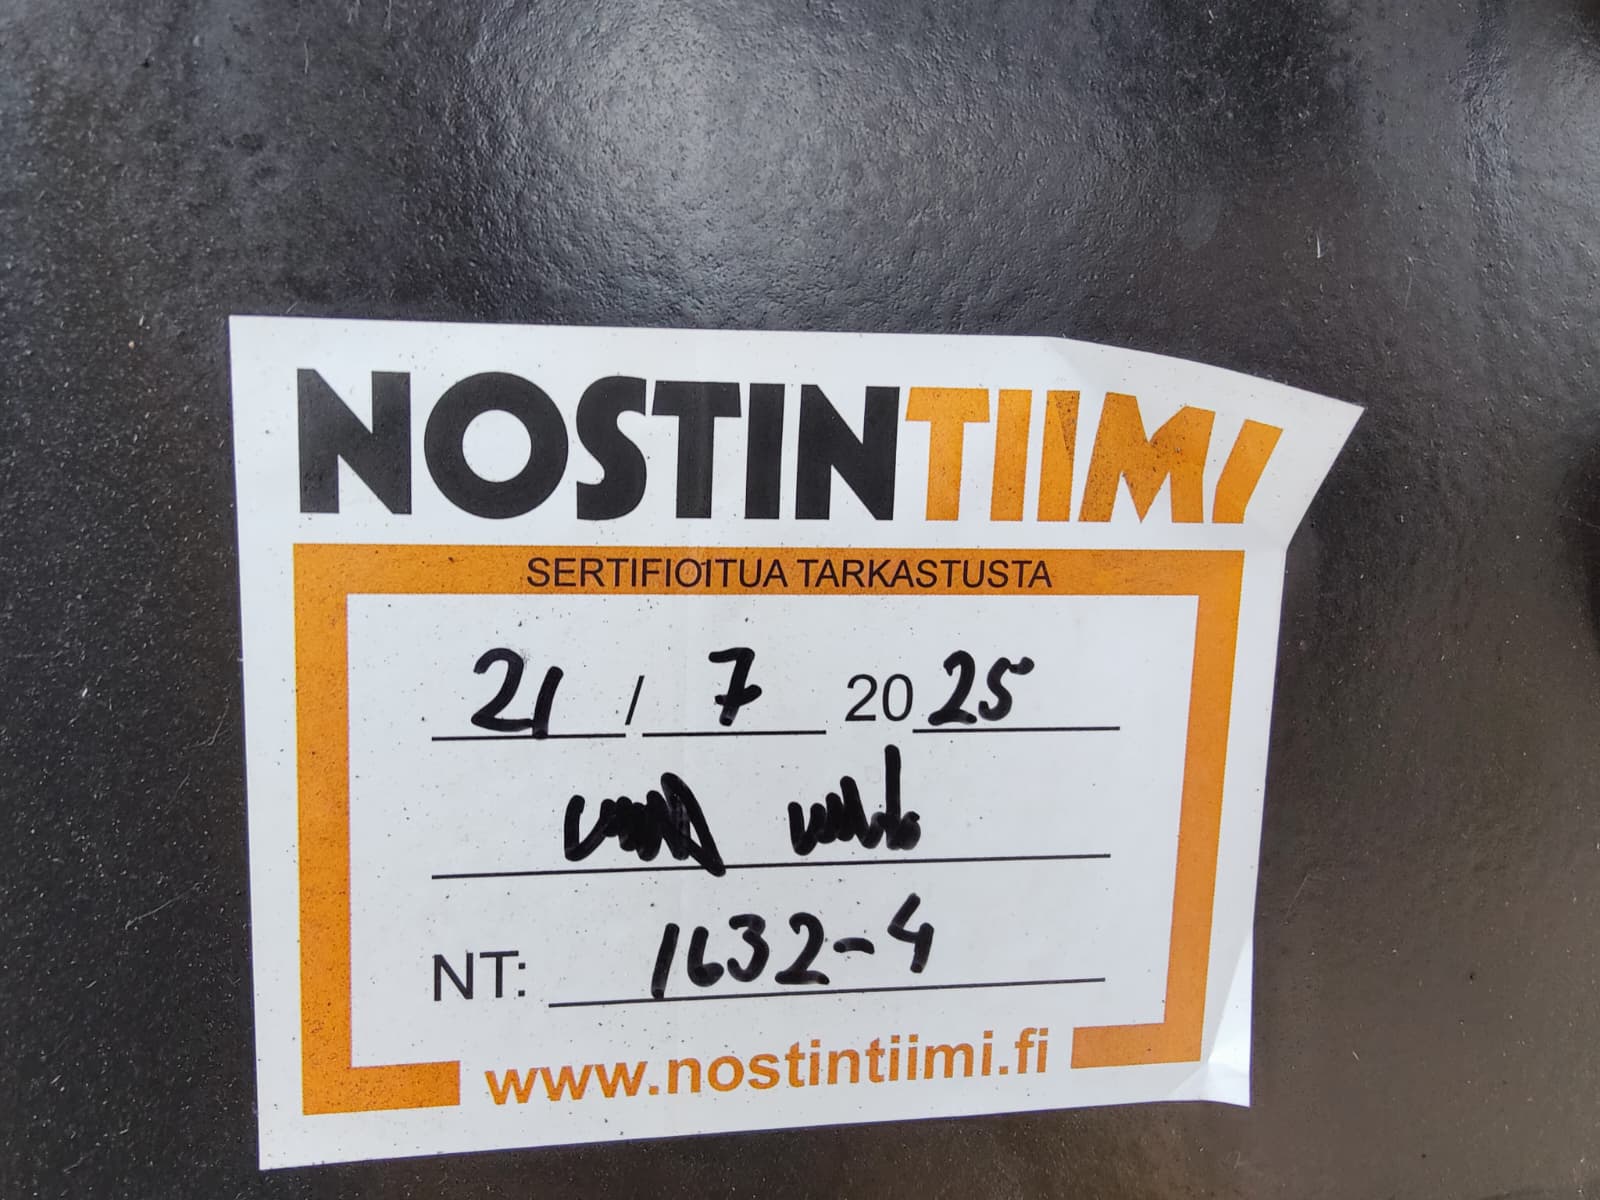 NOSTINTIIMI
SERTIFIOITUA TARKASTUSTA
21 / 7 2025
NT: 1632-4
www.nostintiimi.fi